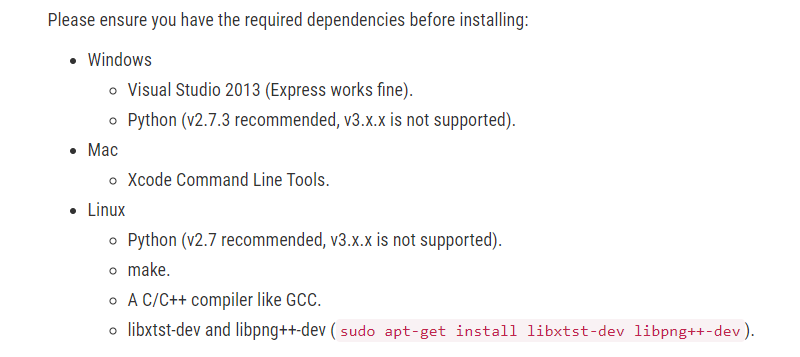 Please ensure you have the required dependencies before installing:
• Windows
◦ Visual Studio 2013 (Express works fine).
◦ Python (v2.7.3 recommended, v3.x.x is not supported).
• Mac
◦ Xcode Command Line Tools.
• Linux
◦ Python (v2.7 recommended, v3.x.x is not supported).
◦ make.
◦ A C/C++ compiler like GCC.
◦ libxtst-dev and libpng++-dev ( sudo apt-get install libxtst-dev libpng++-dev ).